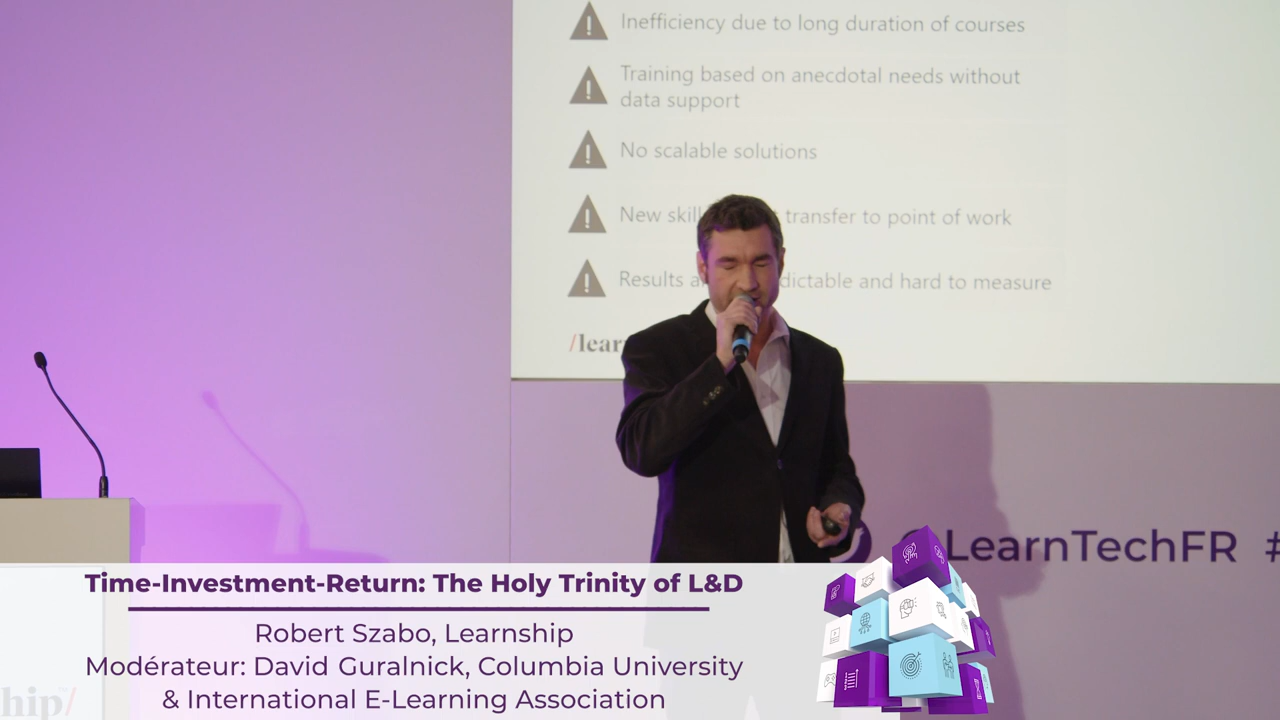 Inefficiency due to long duration of courses
Training based on anecdotal needs without
data support
No scalable solutions
New skill transfer to point of work
Results dictable and hard to measure
/lear
@LearnTechFR #
Time-Investment-Return: The Holy Trinity of L&D
Robert Szabo, Learnship
Modérateur: David Guralnick, Columbia University
& International E-Learning Association
hip/